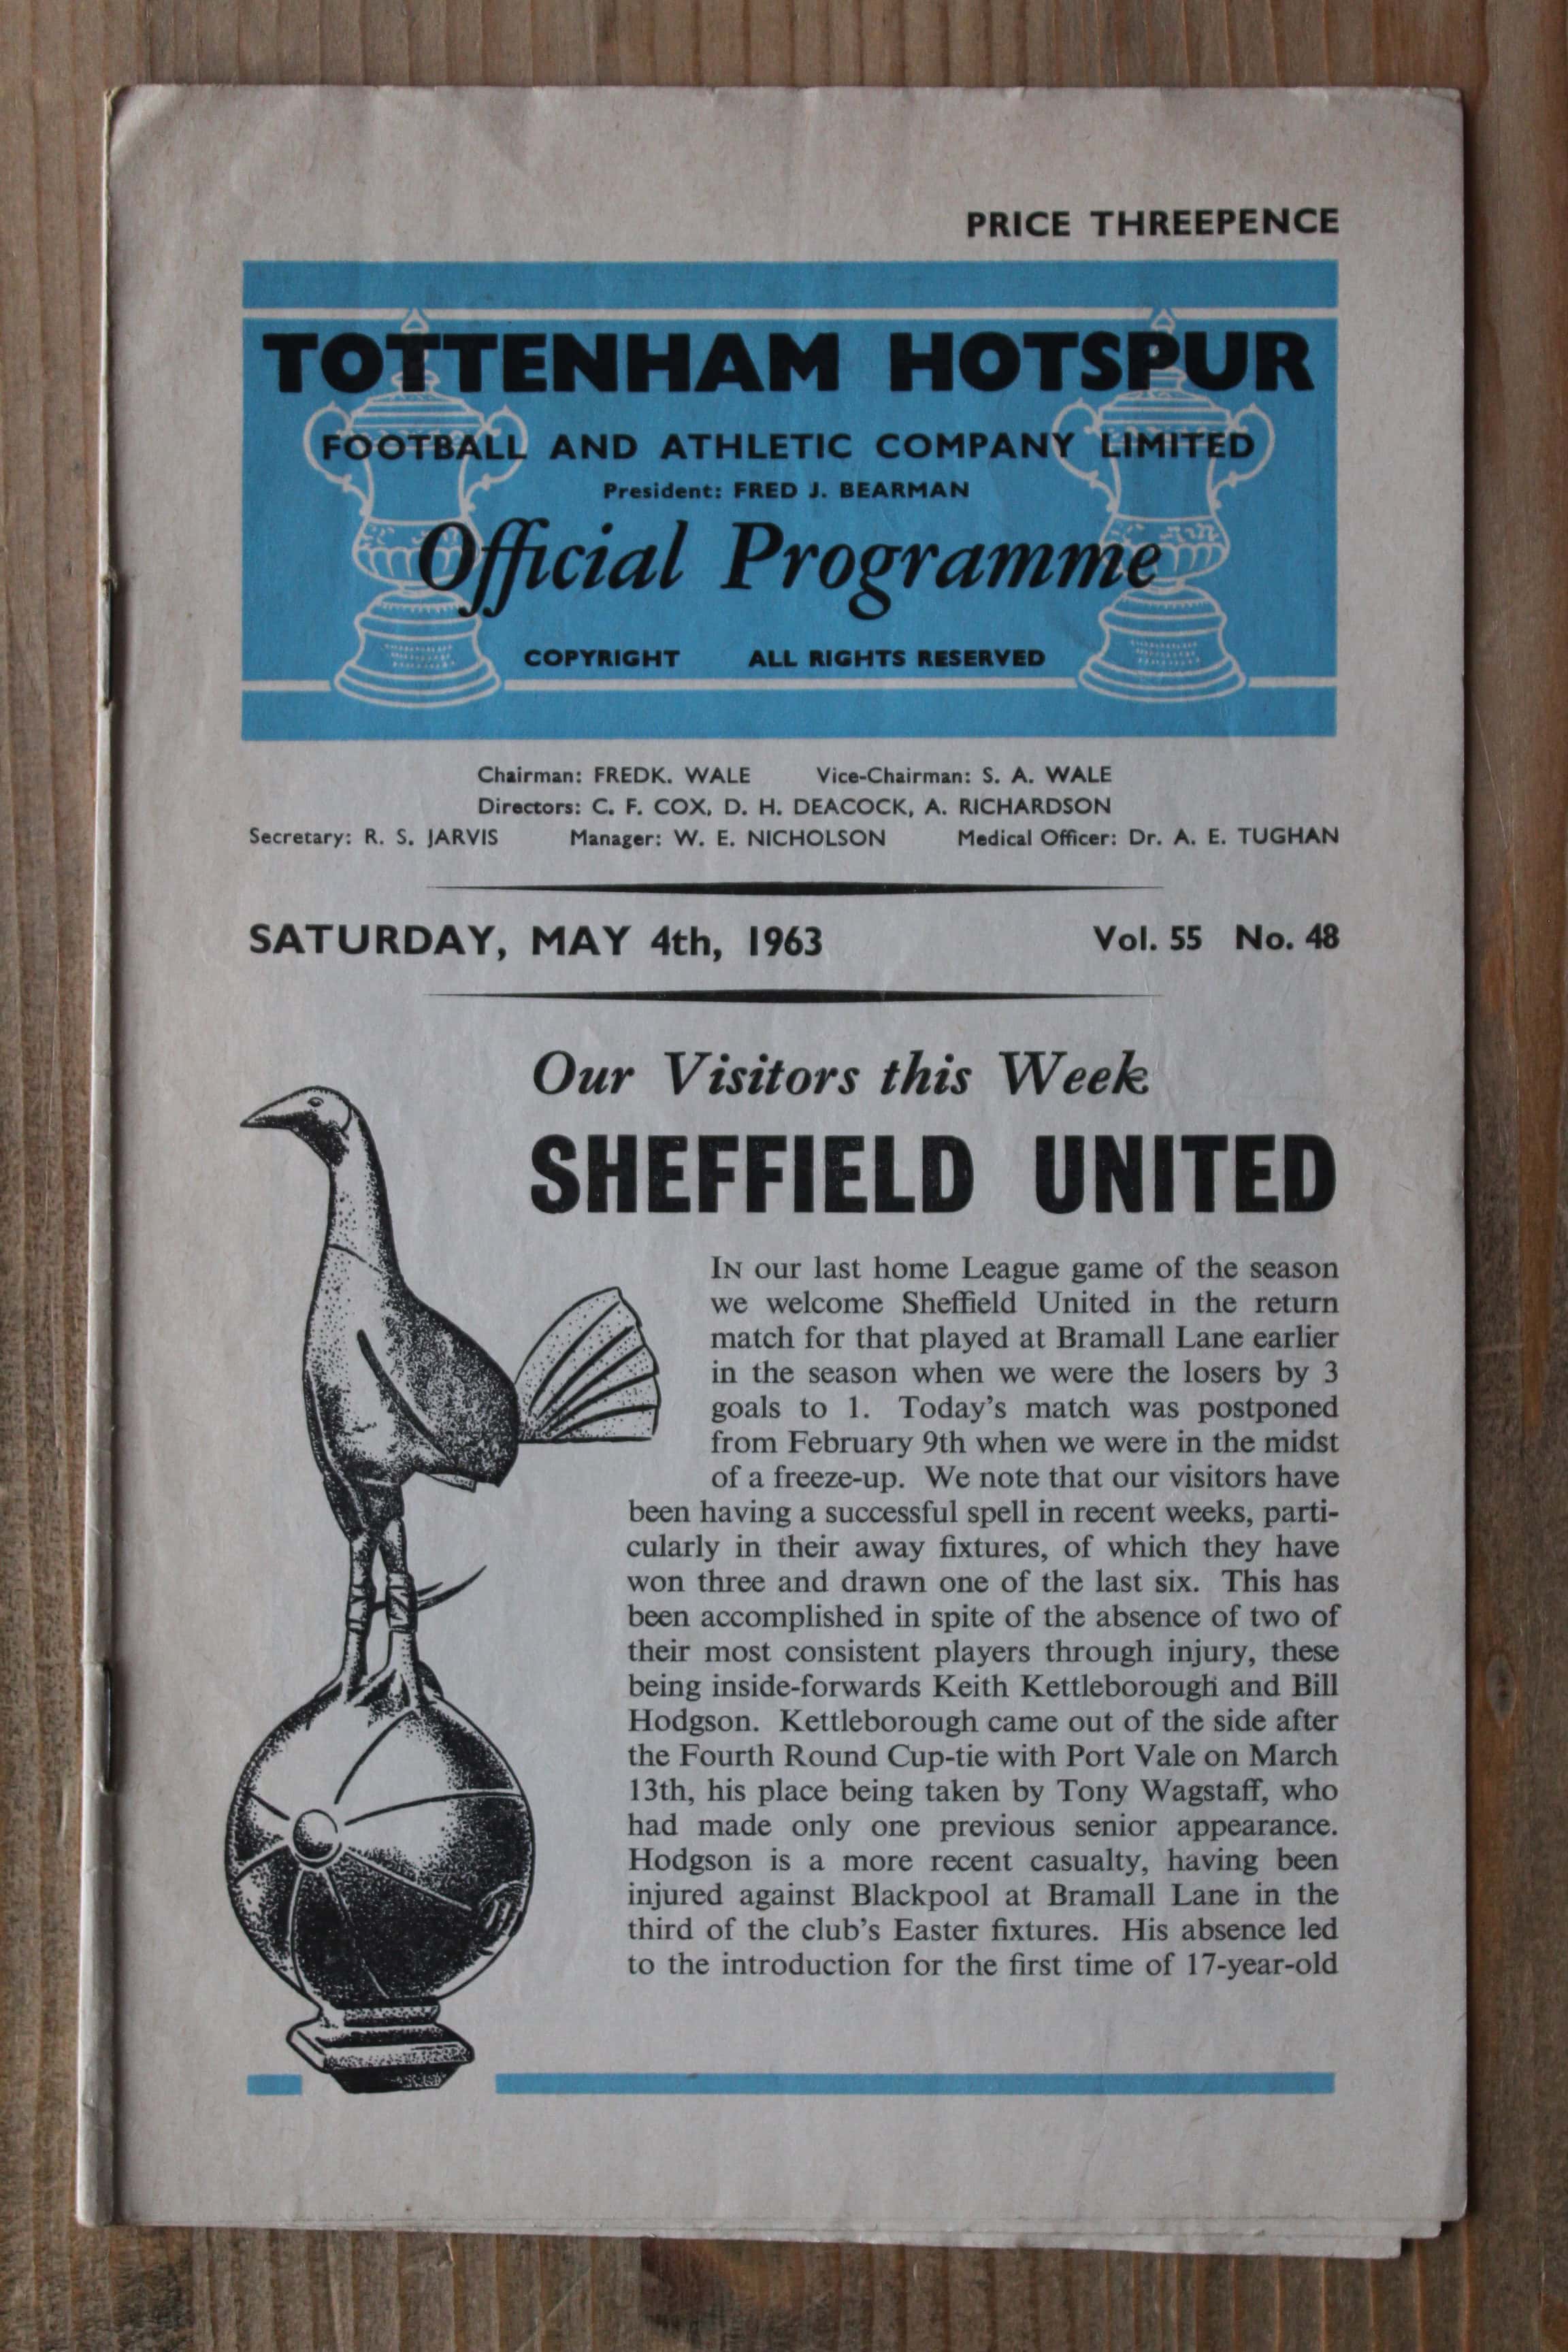 PRICE THREEPENCE
TOTTENHAM HOTSPUR
FOOTBALL AND ATHLETIC COMPANY LIMITED
President: FRED J. BEARMAN
Official Programme
COPYRIGHT ALL RIGHTS RESERVED
Chairman: FREDK. WALE Vice-Chairman: S. A. WALE
Directors: C. F. COX, D. H. DEACOCK, A. RICHARDSON
Secretary: R. S. JARVIS Manager: W. E. NICHOLSON Medical Officer: Dr. A. E. TUGHAN
SATURDAY, MAY 4th, 1963 Vol. 55 No. 48
Our Visitors this Week
SHEFFIELD UNITED
IN our last home League game of the season
we welcome Sheffield United in the return
match for that played at Bramall Lane earlier
in the season when we were the losers by 3
goals to 1. Today's match was postponed
from February 9th when we were in the midst
of a freeze-up. We note that our visitors have
been having a successful spell in recent weeks, parti-
cularly in their away fixtures, of which they have
won three and drawn one of the last six. This has
been accomplished in spite of the absence of two of
their most consistent players through injury, these
being inside-forwards Keith Kettleborough and Bill
Hodgson. Kettleborough came out of the side after
the Fourth Round Cup-tie with Port Vale on March
13th, his place being taken by Tony Wagstaff, who
had made only one previous senior appearance.
Hodgson is a more recent casualty, having been
injured against Blackpool at Bramall Lane in the
third of the club's Easter fixtures. His absence led
to the introduction for the first time of 17-year-old